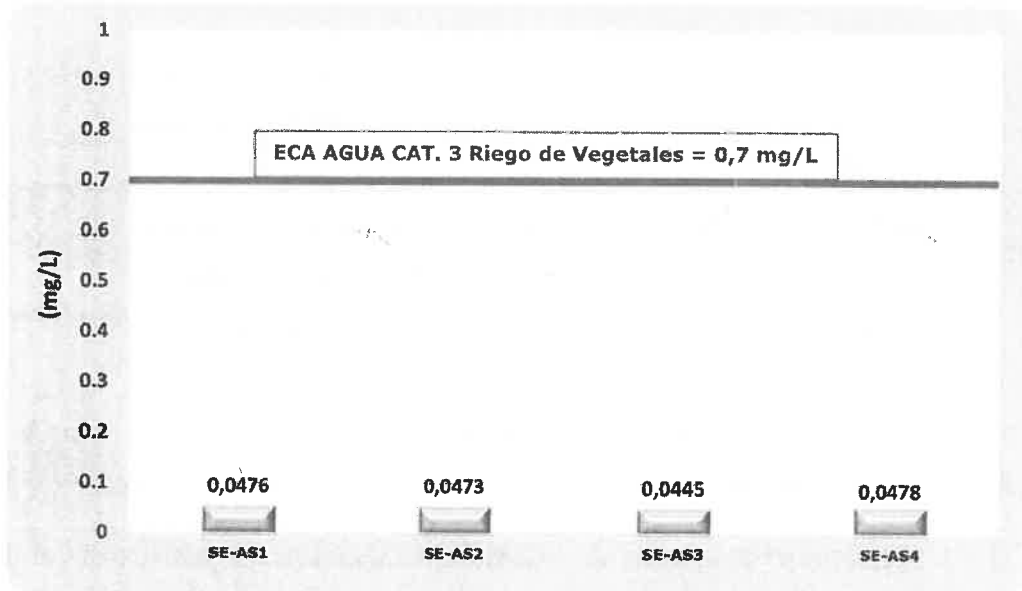 1
0.9
0.8
ECA AGUA CAT. 3 Riego de Vegetales = 0,7 mg/L
0.7
0.6
0.5
(mg/L)
0.4
0.3
0.2
0.1
0,0476 0,0473 0,0445 0,0478
0
SE-AS1 SE-AS2 SE-AS3 SE-AS4